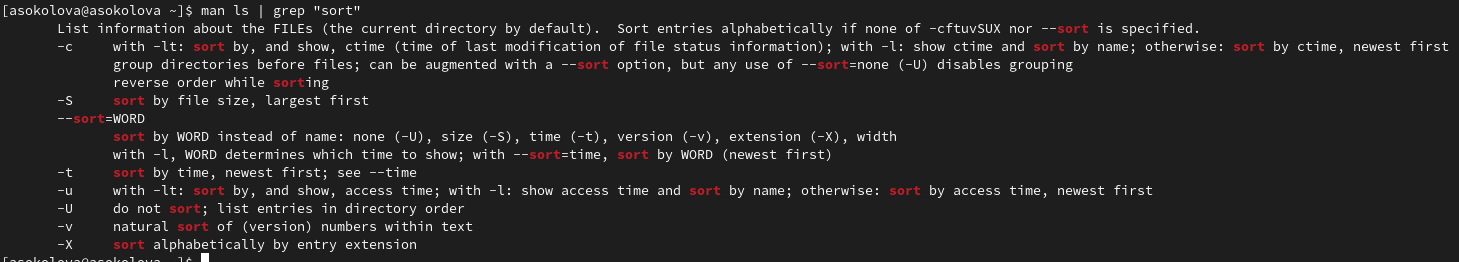 [asokolova@asokolova ~]$ man ls | grep "sort"
List information about the FILEs (the current directory by default).  Sort entries alphabetically if none of -cftuvSUX nor --sort is specified.
-c     with -lt: sort by, and show, ctime (time of last modification of file status information); with -l: show ctime and sort by name; otherwise: sort by ctime, newest first
group directories before files; can be augmented with a --sort option, but any use of --sort=none (-U) disables grouping
reverse order while sorting
-S     sort by file size, largest first
--sort=WORD
sort by WORD instead of name: none (-U), size (-S), time (-t), version (-v), extension (-X), width
with -l, WORD determines which time to show; with --sort=time, sort by WORD (newest first)
-t     sort by time, newest first; see --time
-u     with -lt: sort by, and show, access time; with -l: show access time and sort by name; otherwise: sort by access time, newest first
-U     do not sort; list entries in directory order
-v     natural sort of (version) numbers within text
-X     sort alphabetically by entry extension
[asokolova@asokolova ~]$